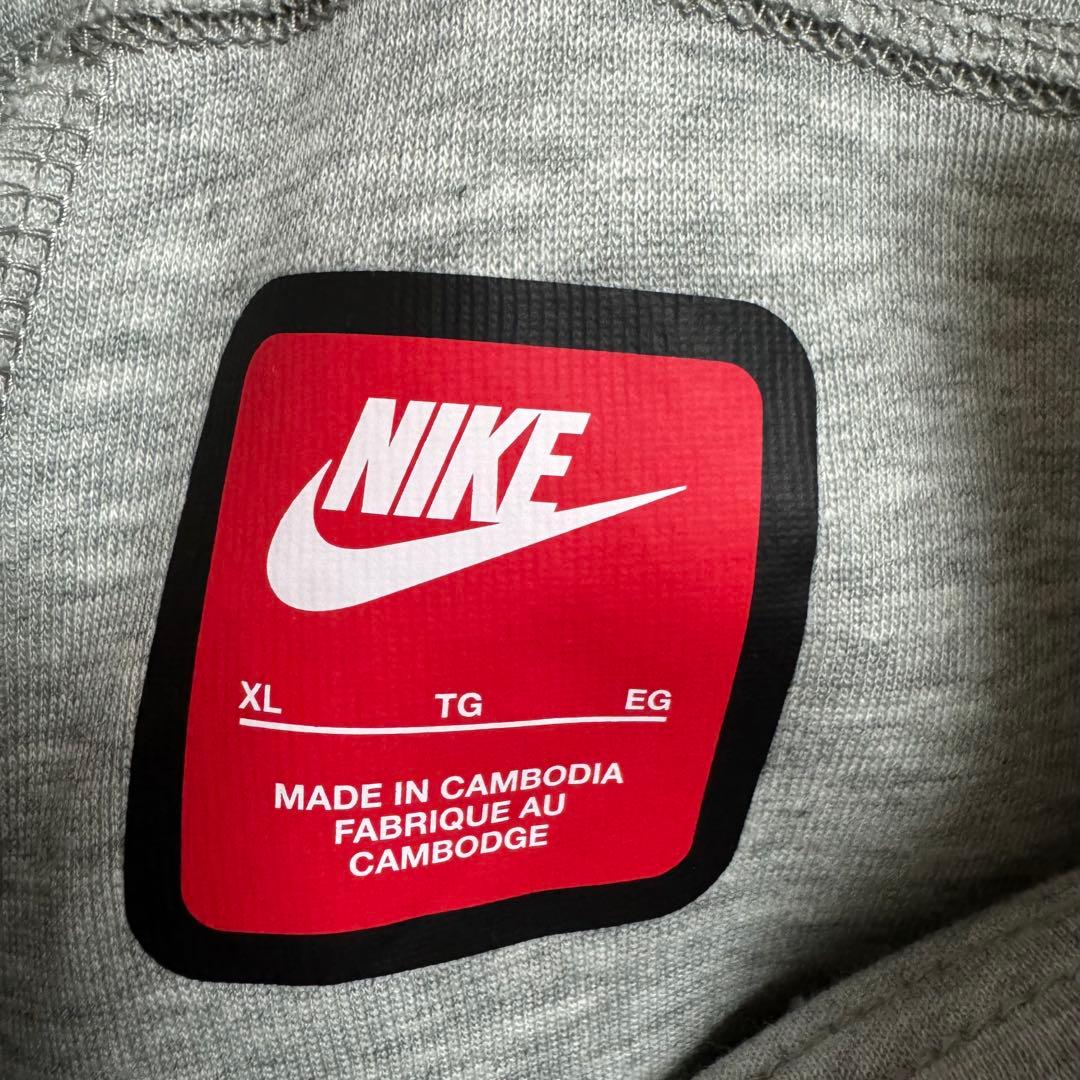 NIKE
XL TG EG
MADE IN CAMBODIA
FABRIQUE AU
CAMBODGE